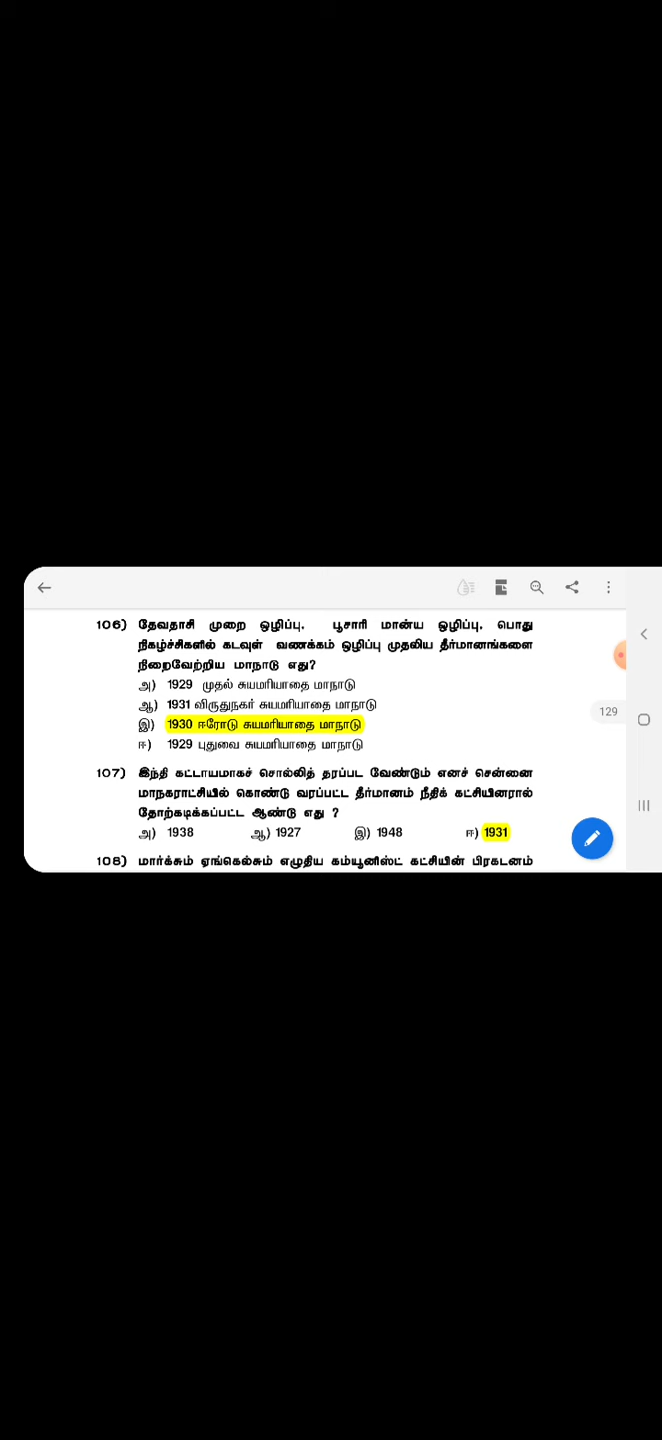 106) தேவதாசி முறை ஒழிப்பு, பூசாரி மான்ய ஒழிப்பு, பொது
நிகழ்ச்சிகளில் கடவுள் வணக்கம் ஒழிப்பு முதலிய தீர்மானங்களை
நிறைவேற்றிய மாநாடு எது?
அ) 1929 முதல் சுயமரியாதை மாநாடு
ஆ) 1931 விருதுநகர் சுயமரியாதை மாநாடு
இ) 1930 ஈரோடு சுயமரியாதை மாநாடு
ஈ) 1929 புதுவை சுயமரியாதை மாநாடு
129
107) இந்தி கட்டாயமாகச் சொல்லித் தரப்பட வேண்டும் எனச் சென்னை
மாநகராட்சியில் கொண்டு வரப்பட்ட தீர்மானம் நீதிக் கட்சியினரால்
தோற்கடிக்கப்பட்ட ஆண்டு எது ?
அ) 1938 ஆ) 1927 இ) 1948 ஈ) 1931
108) மார்க்சும் ஏங்கெல்சும் எழுதிய கம்யூனிஸ்ட் கட்சியின் பிரகடனம்